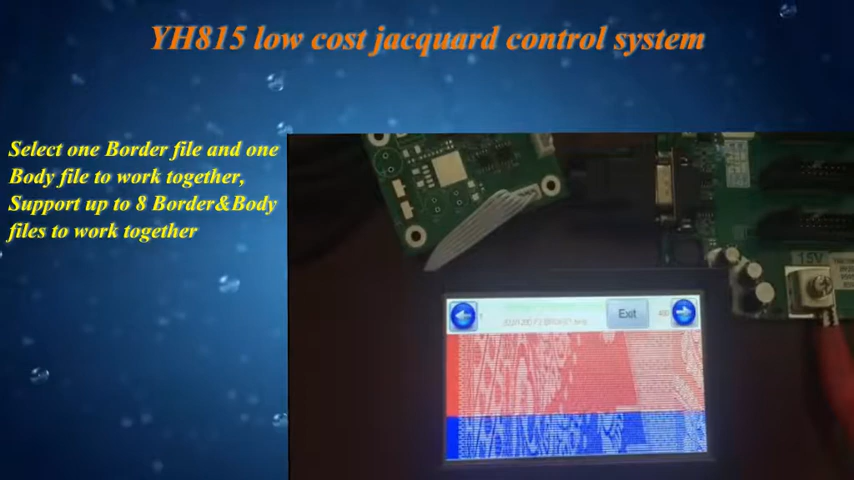 YH815 low cost jacquard control system
Select one Border file and one
Body file to work together,
Support up to 8 Border&Body
files to work together
15V
Exit